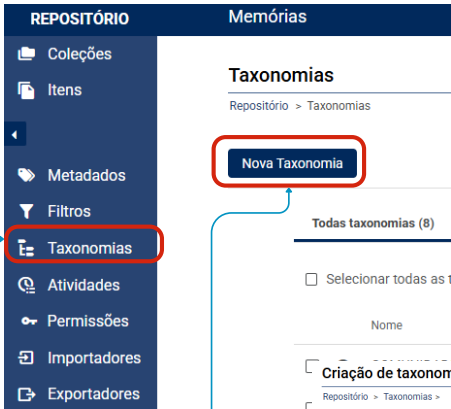 REPOSITÓRIO
Memórias
Coleções
Itens
Metadados
Filtros
Taxonomias
Atividades
Permissões
Importadores
Exportadores
Taxonomias
Repositório > Taxonomias
Nova Taxonomia
Todas taxonomias (8)
Selecionar todas as
Nome
Criação de taxonom
Repositório > Taxonomias >